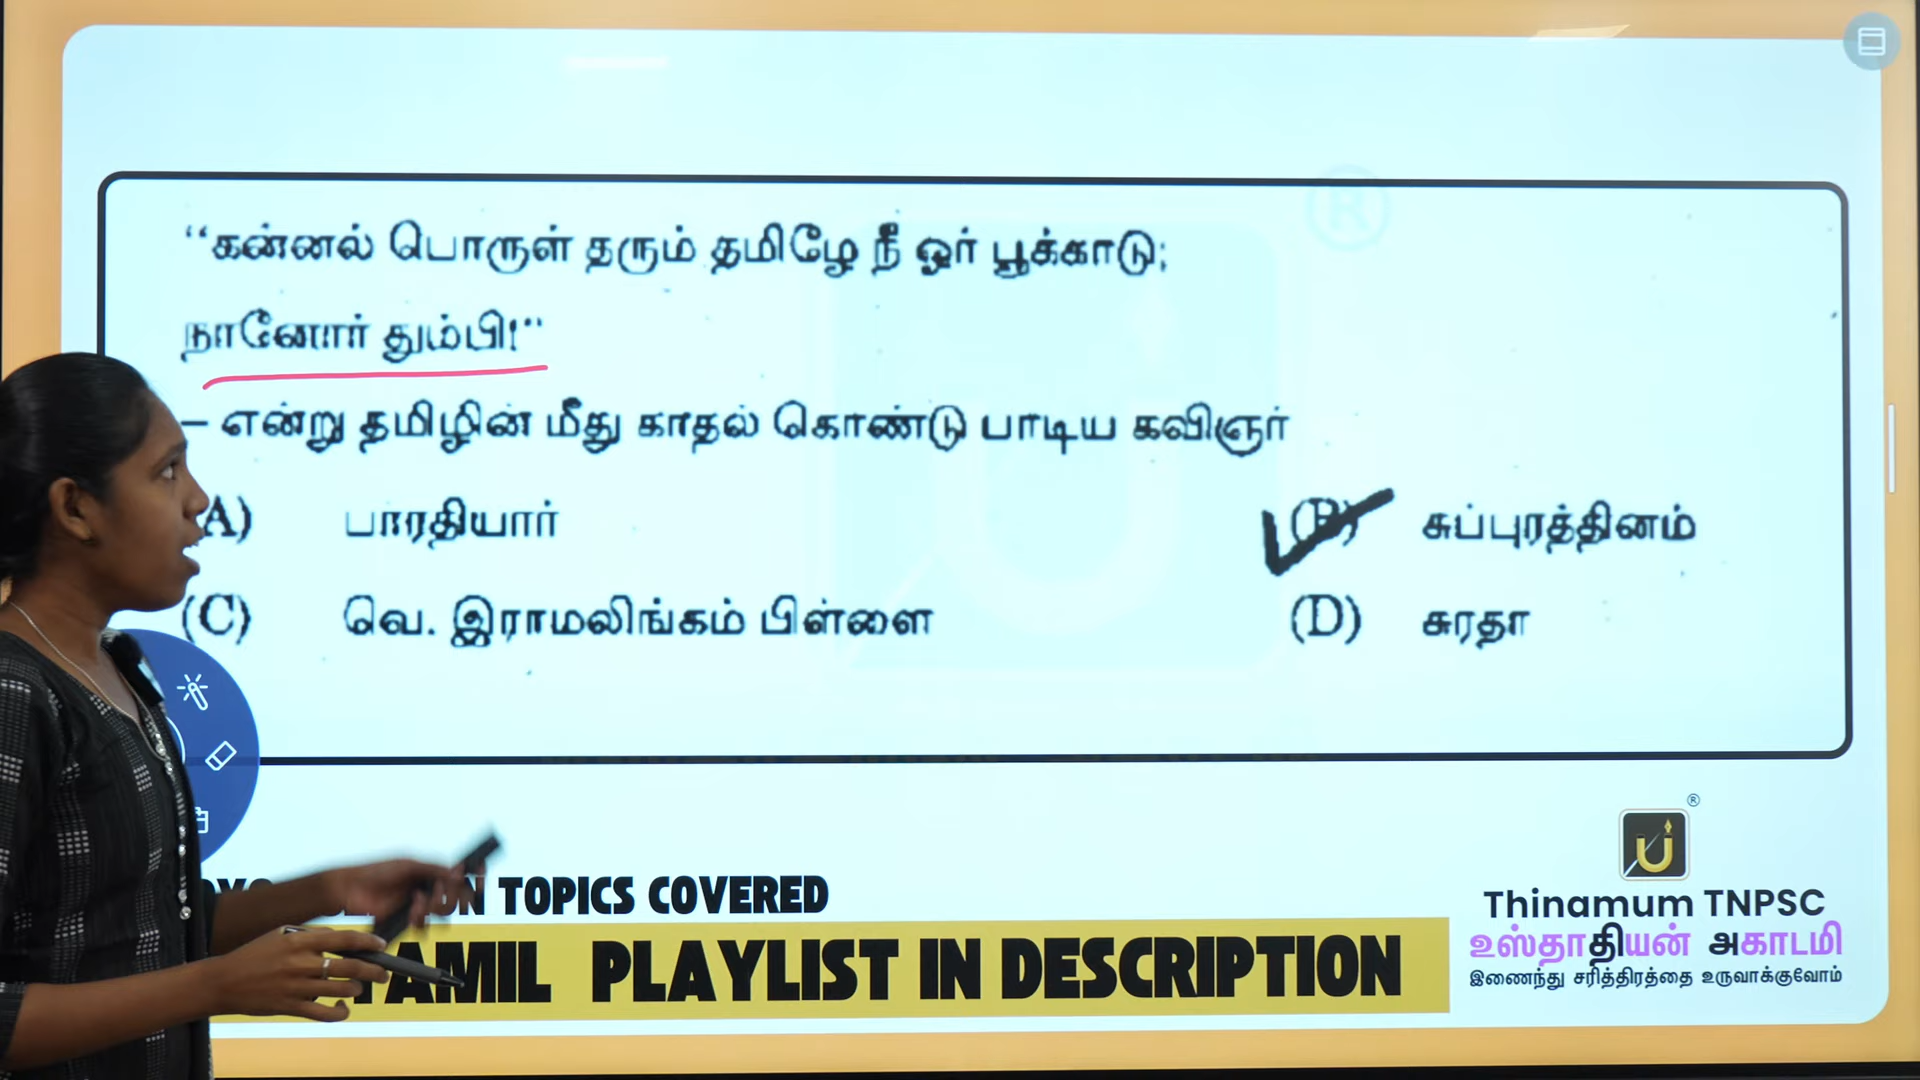 “கன்னல் பொருள் தரும் தமிழே நீ ஓர் பூக்காடு;
நானோர் தும்பி!“
– என்று தமிழின் மீது காதல் கொண்டு பாடிய கவிஞர்
A) பாரதியார்
(B) சுப்புரத்தினம்
(C) வெ. இராமலிங்கம் பிள்ளை
(D) சுரதா
TOPICS COVERED
TAMIL PLAYLIST IN DESCRIPTION
®
Thinamum TNPSC
உஸ்தாதியன் அகாடமி
இணைந்து சரித்திரத்தை உருவாக்குவோம்